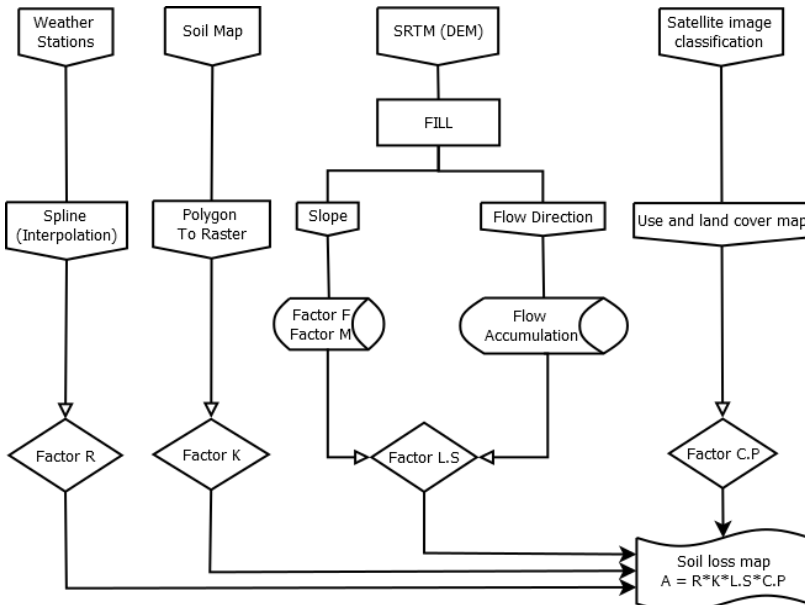 Weather
Stations
Soil Map
SRTM (DEM)
Satellite image
classification
FILL
Spline
(Interpolation)
Polygon
To Raster
Slope
Flow Direction
Use and land cover map
Factor F
Factor M
Flow
Accumulation
Factor R
Factor K
Factor L.S
Factor C.P
Soil loss map
A = R*K*L.S*C.P